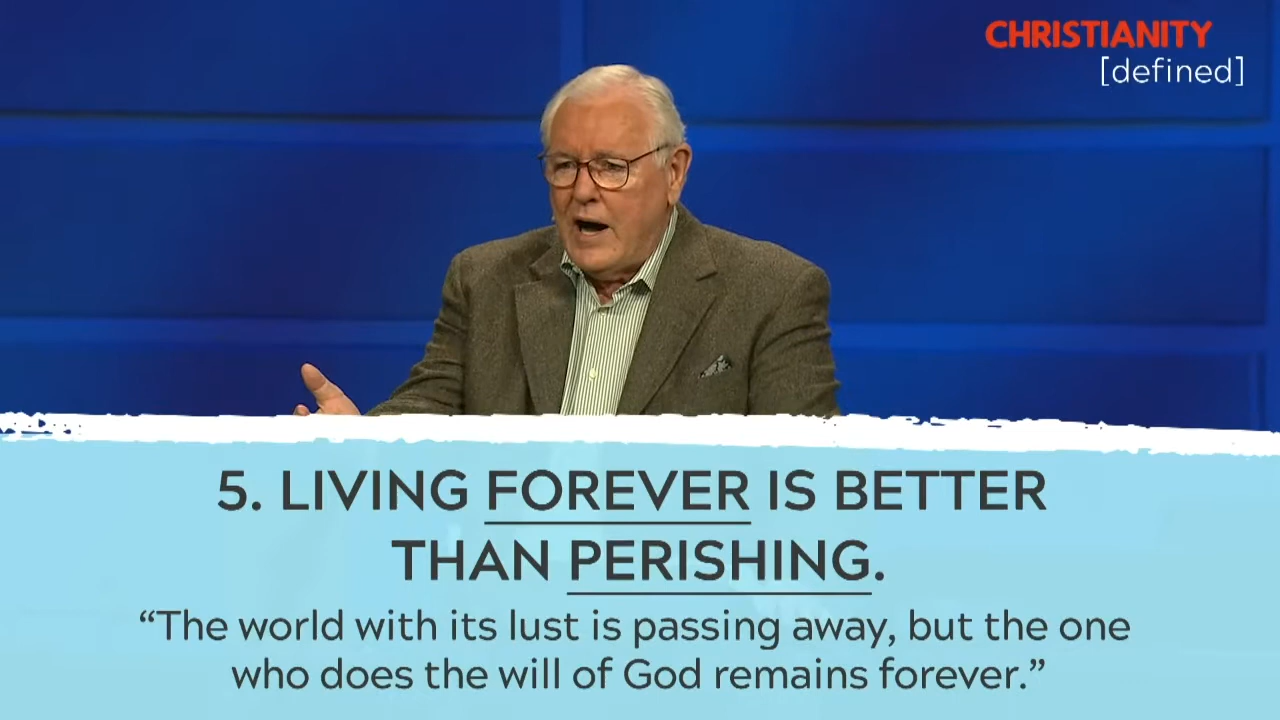 CHRISTIANITY
[defined]
5. LIVING FOREVER IS BETTER
THAN PERISHING.
“The world with its lust is passing away, but the one
who does the will of God remains forever.”